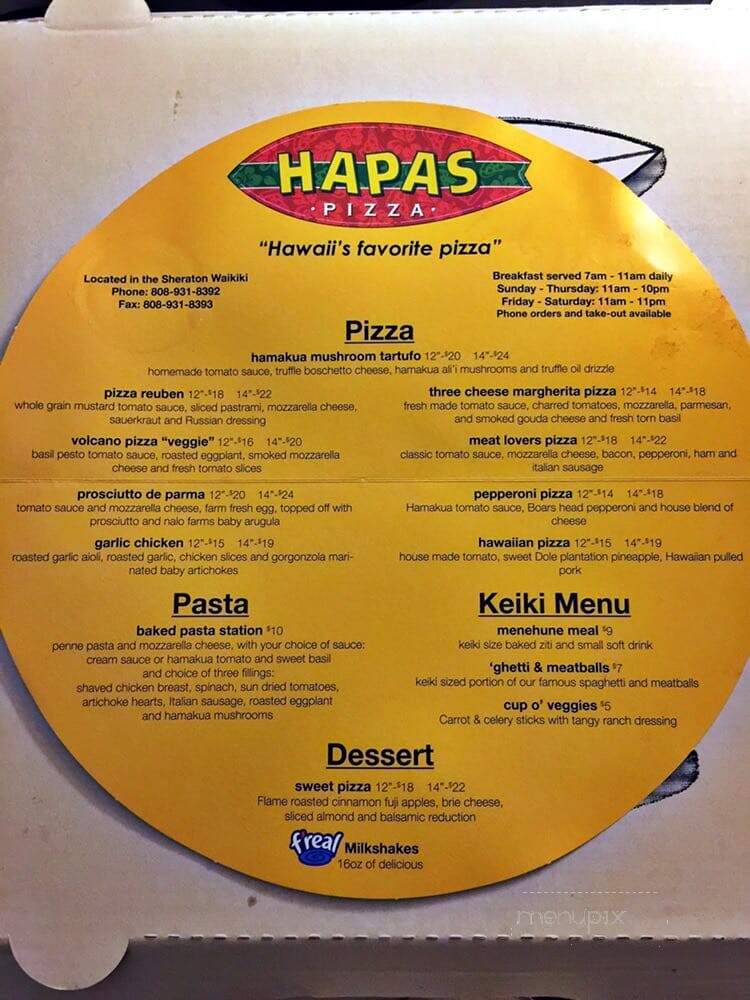 HAPAS
· PIZZA ·
“Hawaii's favorite pizza”
Located in the Sheraton Waikiki
Phone: 808-931-8392
Fax: 808-931-8393
Breakfast served 7am - 11am daily
Sunday - Thursday: 11am - 10pm
Friday - Saturday: 11am - 11pm
Phone orders and take-out available
Pizza
hamakua mushroom tartufo 12"-$20 14"-$24
homemade tomato sauce, truffle boschetto cheese, hamakua ali'i mushrooms and truffle oil drizzle
pizza reuben 12"-$18 14"-$22
whole grain mustard tomato sauce, sliced pastrami, mozzarella cheese,
sauerkraut and Russian dressing
volcano pizza “veggie” 12"-$16 14"-$20
basil pesto tomato sauce, roasted eggplant, smoked mozzarella
cheese and fresh tomato slices
prosciutto de parma 12"-$20 14"-$24
tomato sauce and mozzarella cheese, farm fresh egg, topped off with
prosciutto and nalo farms baby arugula
garlic chicken 12"-$15 14"-$19
roasted garlic aioli, roasted garlic, chicken slices and gorgonzola mari-
nated baby artichokes
three cheese margherita pizza 12"-$14 14"-$18
fresh made tomato sauce, charred tomatoes, mozzarella, parmesan,
and smoked gouda cheese and fresh torn basil
meat lovers pizza 12"-$18 14"-$22
classic tomato sauce, mozzarella cheese, bacon, pepperoni, ham and
italian sausage
pepperoni pizza 12"-$14 14"-$18
Hamakua tomato sauce, Boars head pepperoni and house blend of
cheese
hawaiian pizza 12"-$15 14"-$19
house made tomato, sweet Dole plantation pineapple, Hawaiian pulled
pork
Pasta
baked pasta station $10
penne pasta and mozzarella cheese, with your choice of sauce:
cream sauce or hamakua tomato and sweet basil
and choice of three fillings:
shaved chicken breast, spinach, sun dried tomatoes,
artichoke hearts, Italian sausage, roasted eggplant
and hamakua mushrooms
Keiki Menu
menehune meal $9
keiki size baked ziti and small soft drink
'ghetti & meatballs $7
keiki sized portion of our famous spaghetti and meatballs
cup o' veggies $5
Carrot & celery sticks with tangy ranch dressing
Dessert
sweet pizza 12"-$18 14"-$22
Flame roasted cinnamon fuji apples, brie cheese,
sliced almond and balsamic reduction
f'real Milkshakes
16oz of delicious
menupix